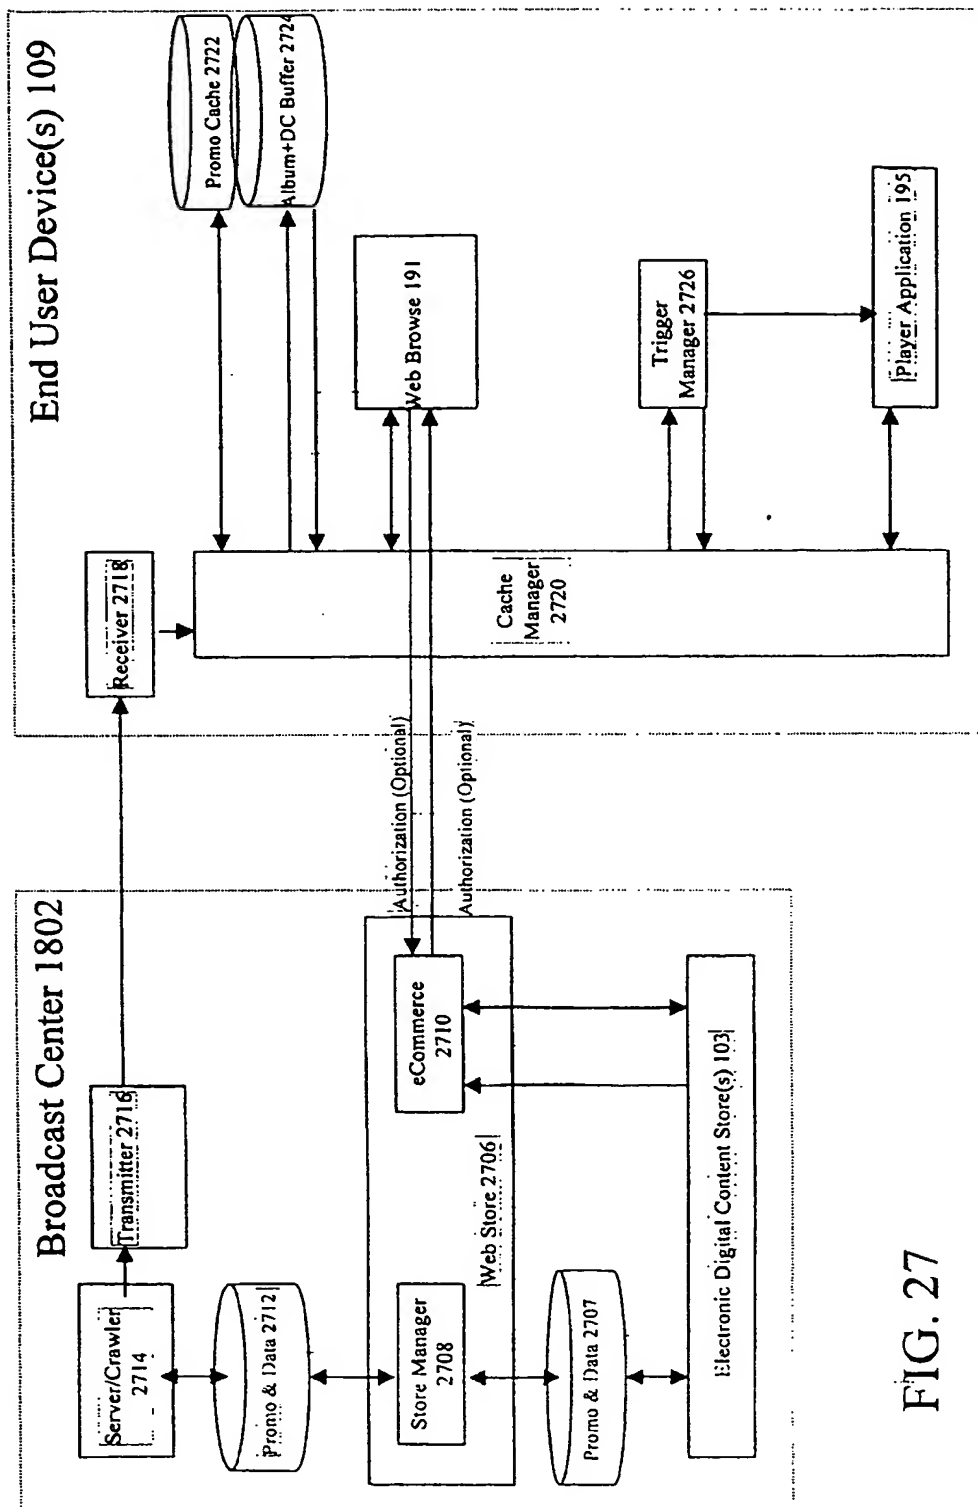 Broadcast Center 1802
Server/Crawler
2714
Transmitter 2716
Promo & Data 2712
Store Manager
2708
Web Store 2706
eCommerce
2710
Promo & Data 2707
Electronic Digital Content Store(s) 103
Authorization (Optional)
Authorization (Optional)
End User Device(s) 109
Receiver 2718
Cache
Manager
2720
Promo Cache 2722
Album+DC Buffer 2724
Web Browse 191
Trigger
Manager 2726
Player Application 195
FIG. 27